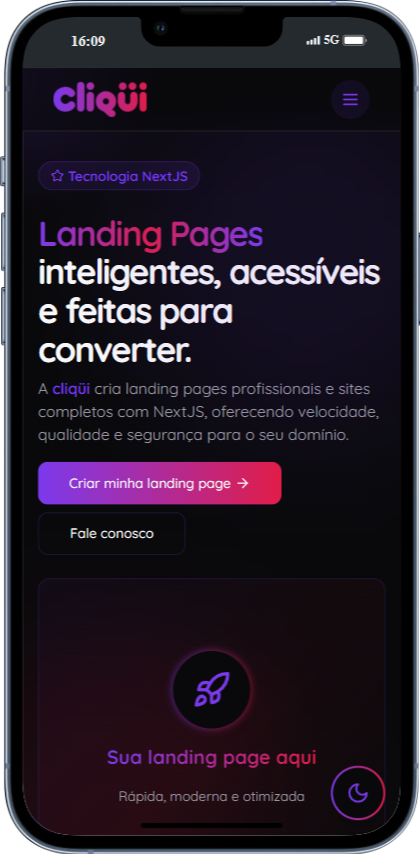 16:09
5G
cliqüi
Tecnologia NextJS
Landing Pages
inteligentes, acessíveis
e feitas para
converter.
A cliqüi cria landing pages profissionais e sites
completos com NextJS, oferecendo velocidade,
qualidade e segurança para o seu domínio.
Criar minha landing page →
Fale conosco
Sua landing page aqui
Rápida, moderna e otimizada